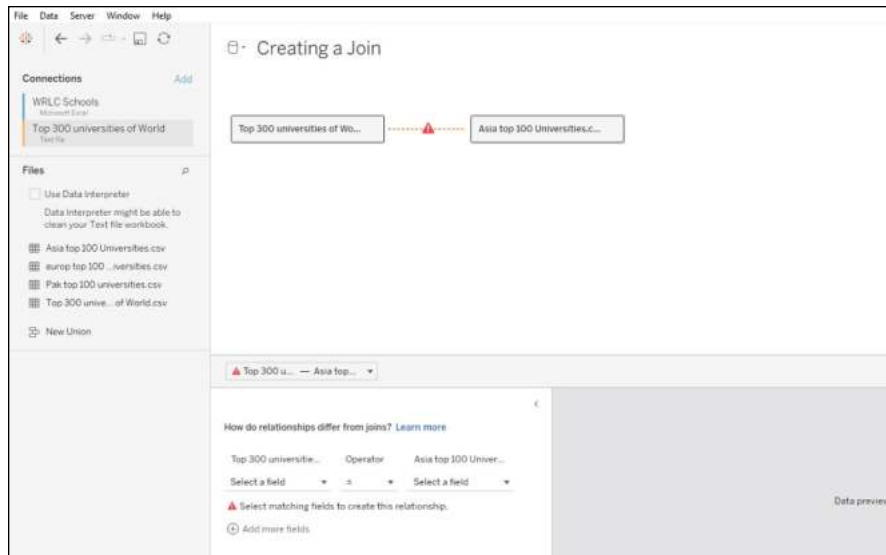 File Data Server Window Help
Creating a Join
Connections
Add
WRLC Schools
Microsoft Excel
Top 300 universities of World
Text file
Files
Use Data Interpreter
Data Interpreter might be able to
clean your Text file workbook.
Asia top 100 Universities.csv
europ top 100 ...iversities.csv
Pak top 100 universities.csv
Top 300 unive... of World.csv
New Union
Top 300 universities of Wo...
Asia top 100 Universities.c...
Top 300 u... — Asia top...
How do relationships differ from joins? Learn more
Top 300 universitie... Operator Asia top 100 Univer...
Select a field = Select a field
Select matching fields to create this relationship.
Add more fields
Data preview